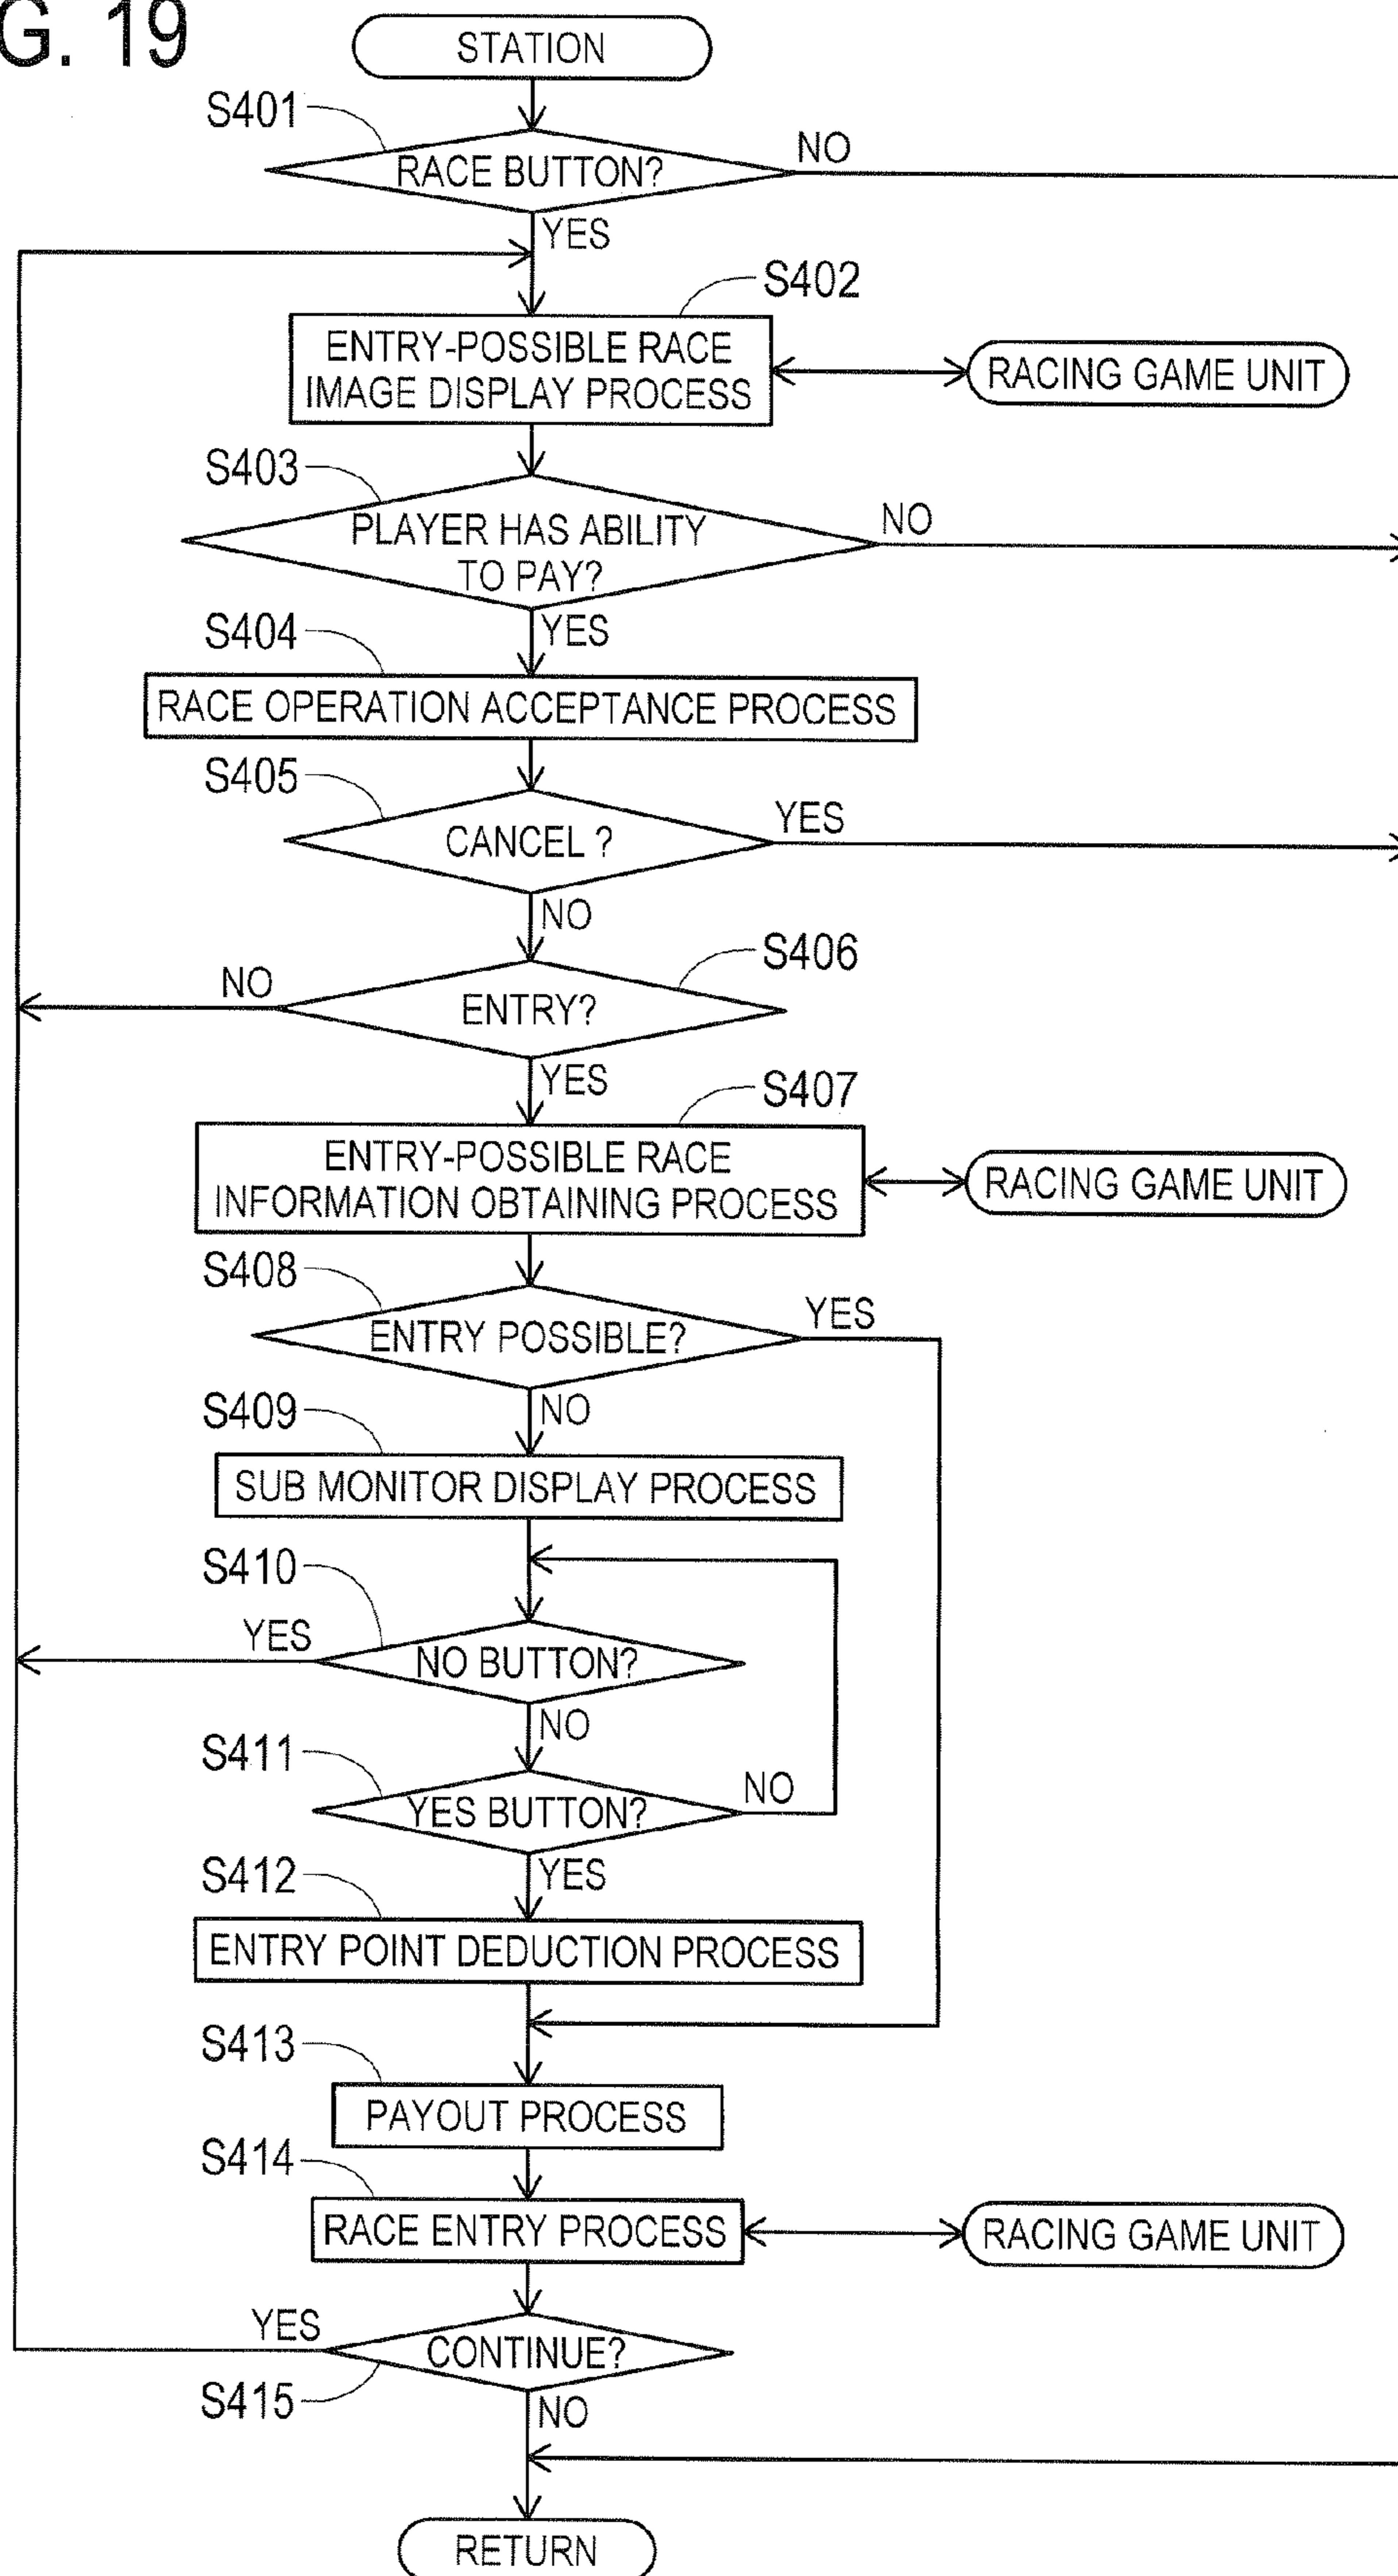 G. 19
STATION
S401
RACE BUTTON?
NO
YES
S402
ENTRY-POSSIBLE RACE
IMAGE DISPLAY PROCESS
RACING GAME UNIT
S403
PLAYER HAS ABILITY
TO PAY?
NO
YES
S404
RACE OPERATION ACCEPTANCE PROCESS
S405
CANCEL ?
YES
NO
S406
ENTRY?
NO
YES
S407
ENTRY-POSSIBLE RACE
INFORMATION OBTAINING PROCESS
RACING GAME UNIT
S408
ENTRY POSSIBLE?
YES
NO
S409
SUB MONITOR DISPLAY PROCESS
S410
YES
NO BUTTON?
NO
S411
YES BUTTON?
NO
YES
S412
ENTRY POINT DEDUCTION PROCESS
S413
PAYOUT PROCESS
S414
RACE ENTRY PROCESS
RACING GAME UNIT
YES
CONTINUE?
S415
NO
RETURN